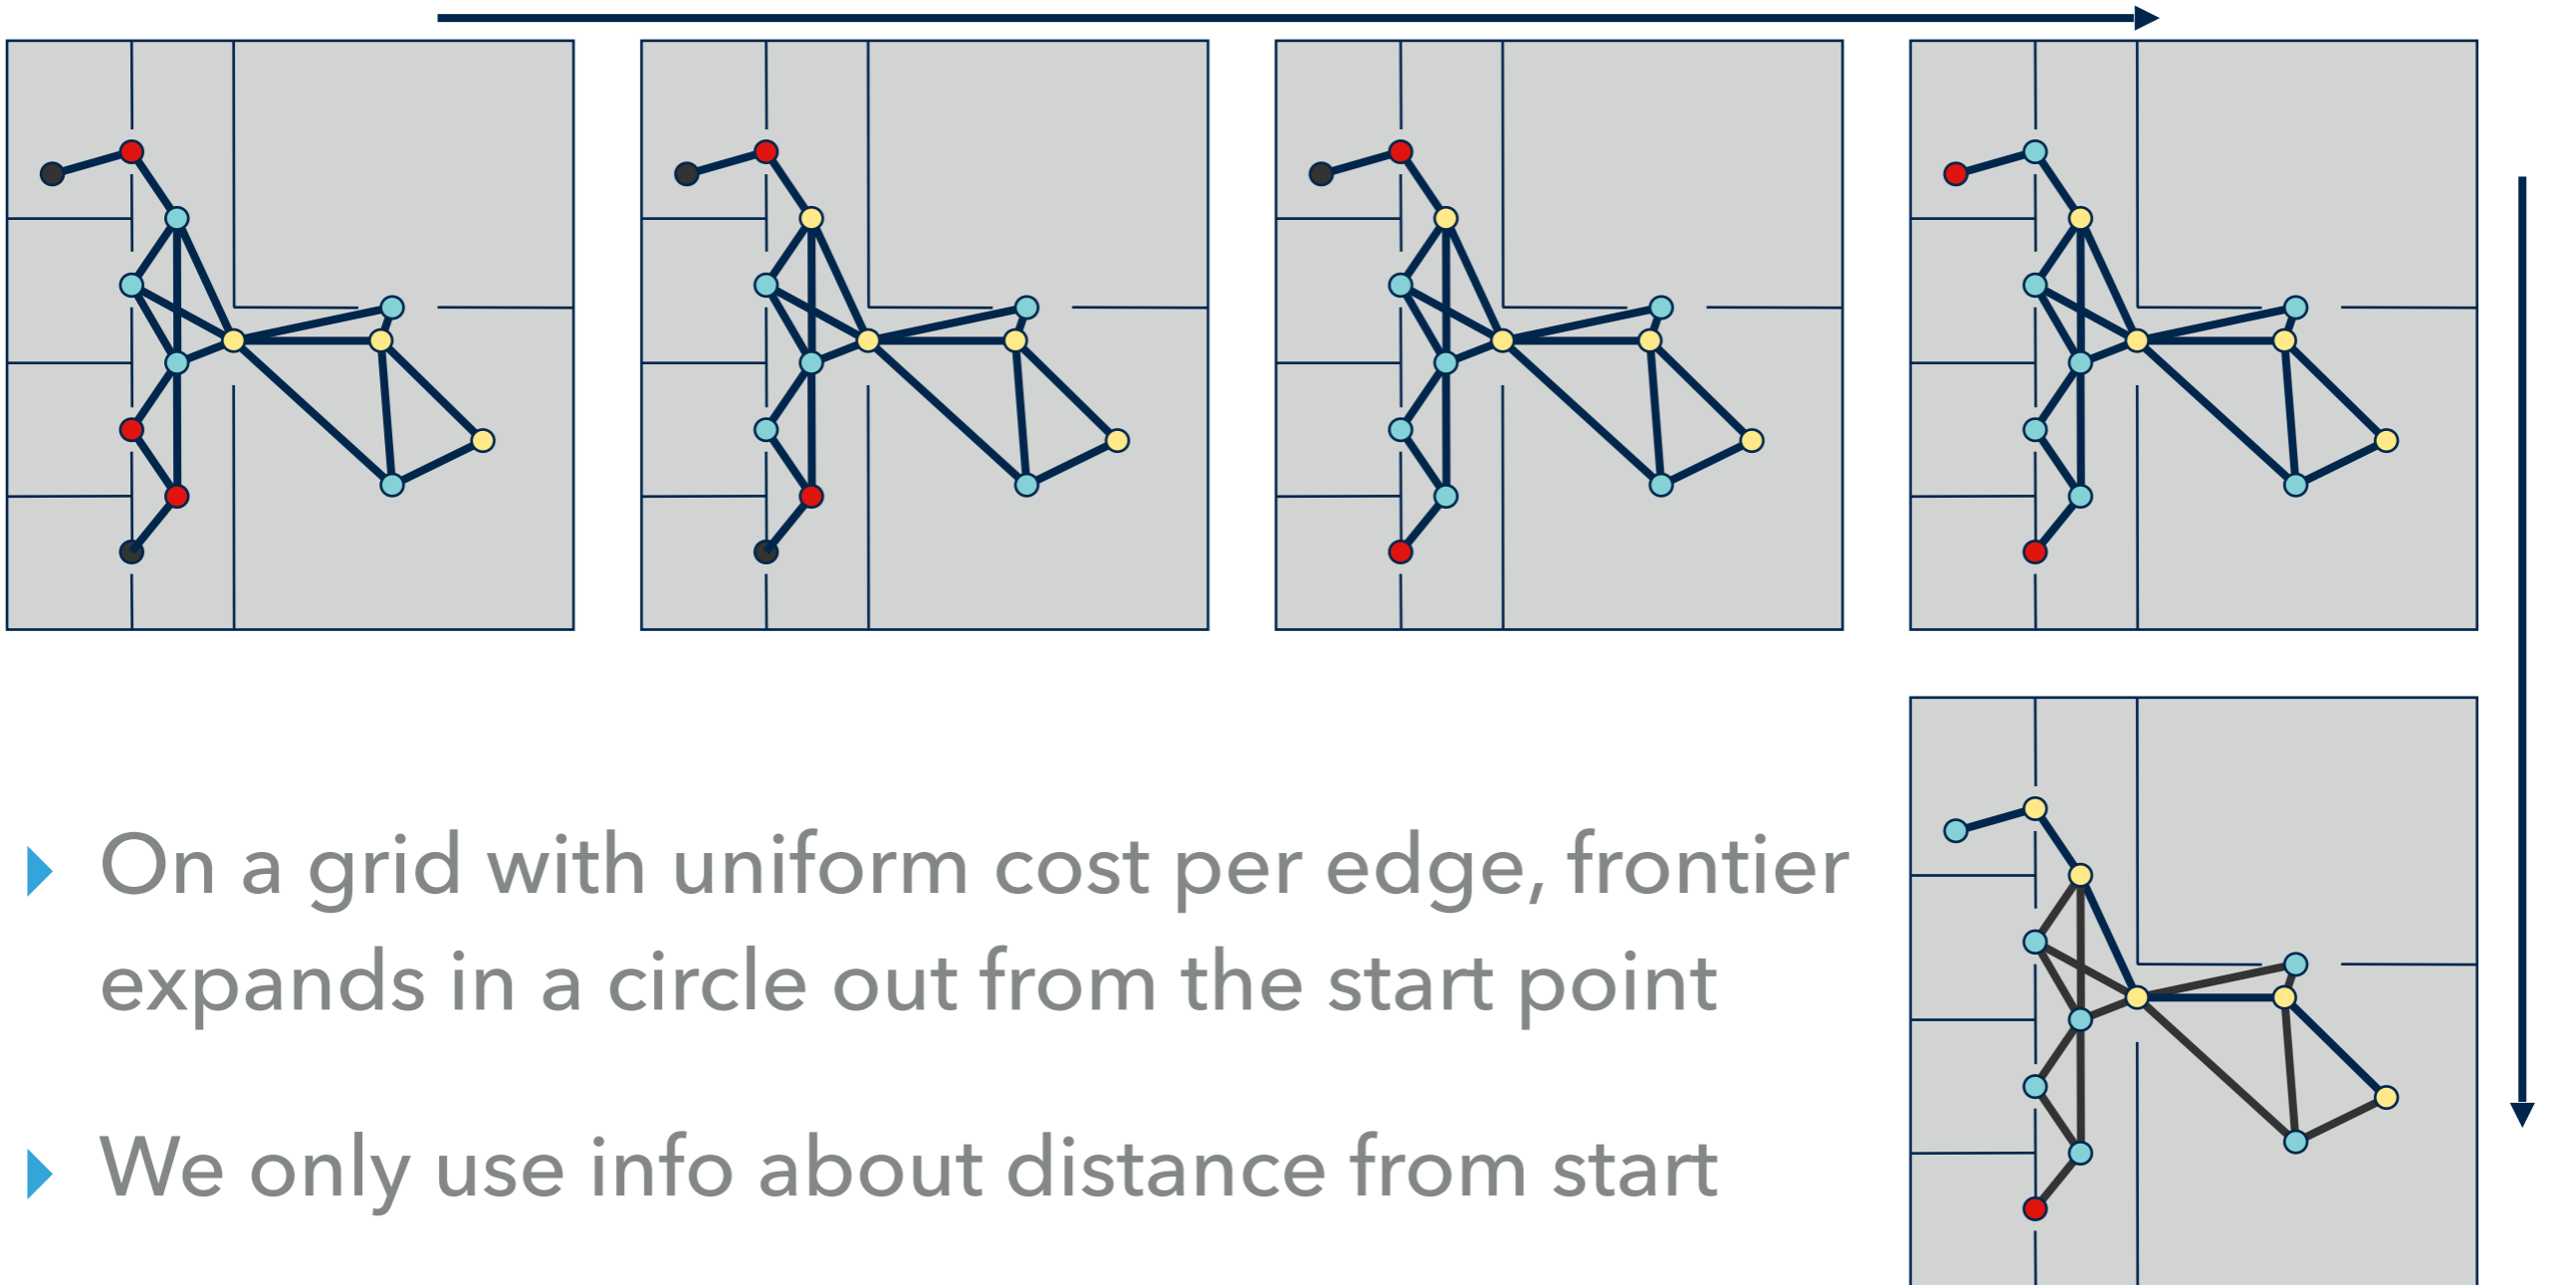 On a grid with uniform cost per edge, frontier
expands in a circle out from the start point
We only use info about distance from start